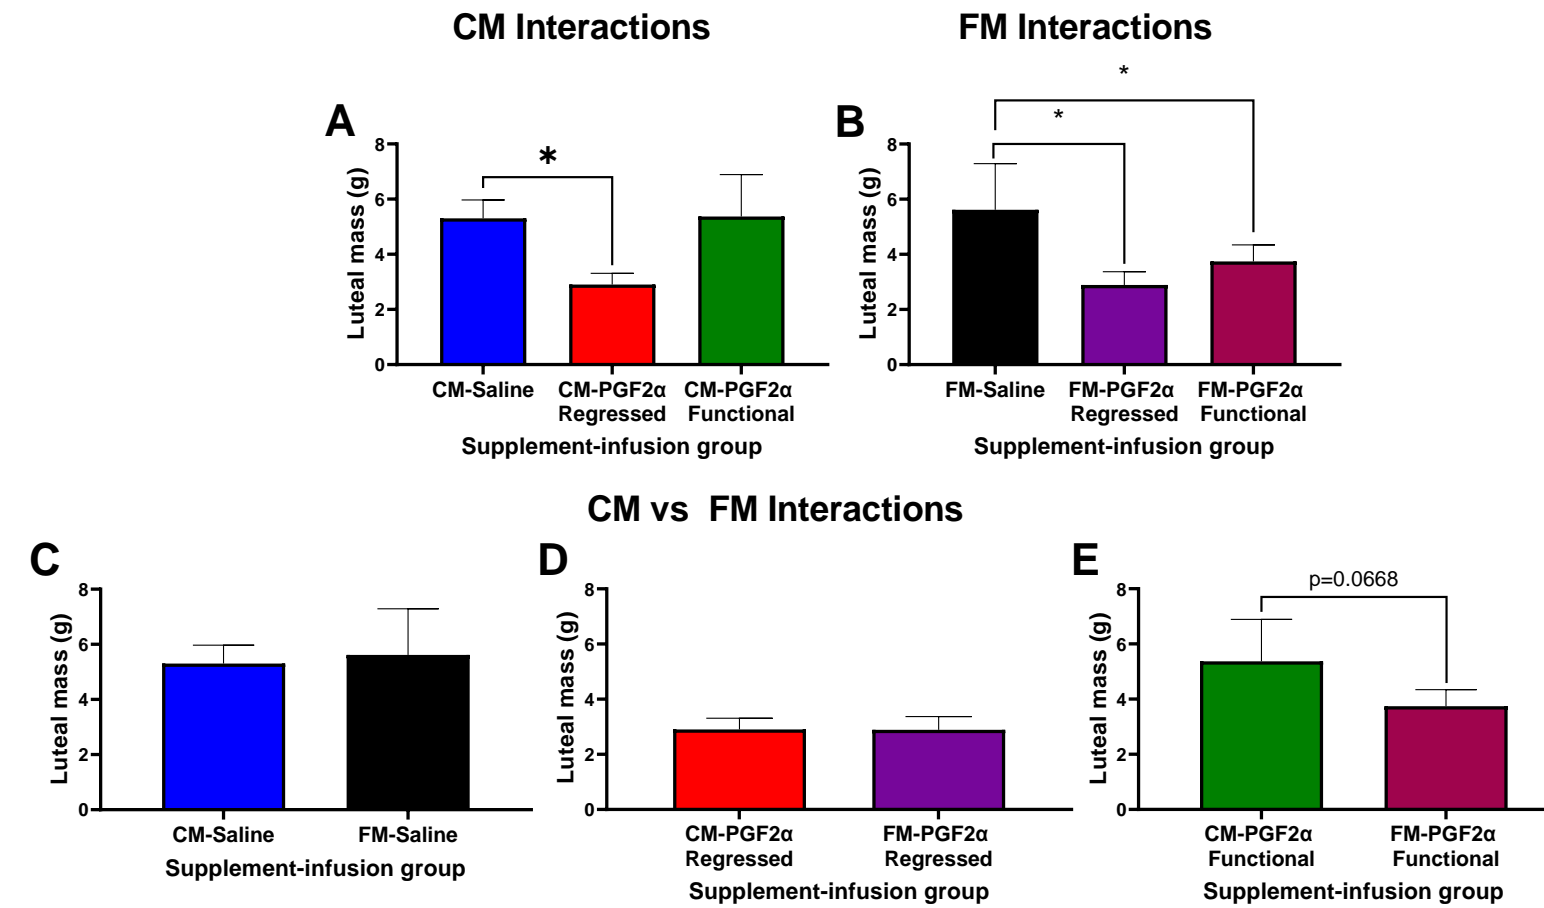 CM Interactions
FM Interactions
A
*
Luteal mass (g)
8
6
4
2
0
CM-Saline
CM-PGF2α
Regressed
CM-PGF2α
Functional
Supplement-infusion group
B
*
*
Luteal mass (g)
8
6
4
2
0
FM-Saline
FM-PGF2α
Regressed
FM-PGF2α
Functional
Supplement-infusion group
CM vs  FM Interactions
C
Luteal mass (g)
8
6
4
2
0
CM-Saline
FM-Saline
Supplement-infusion group
D
Luteal mass (g)
8
6
4
2
0
CM-PGF2α
Regressed
FM-PGF2α
Regressed
Supplement-infusion group
E
p=0.0668
Luteal mass (g)
8
6
4
2
0
CM-PGF2α
Functional
FM-PGF2α
Functional
Supplement-infusion group